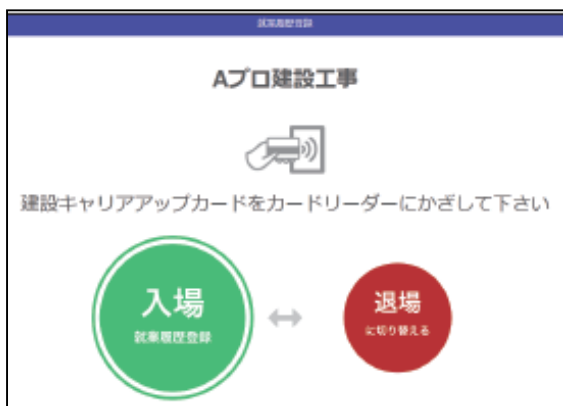 就業履歴登録
Aプロ建設工事
建設キャリアアップカードをカードリーダーにかざして下さい
入場
就業履歴登録
退場
に切り替える